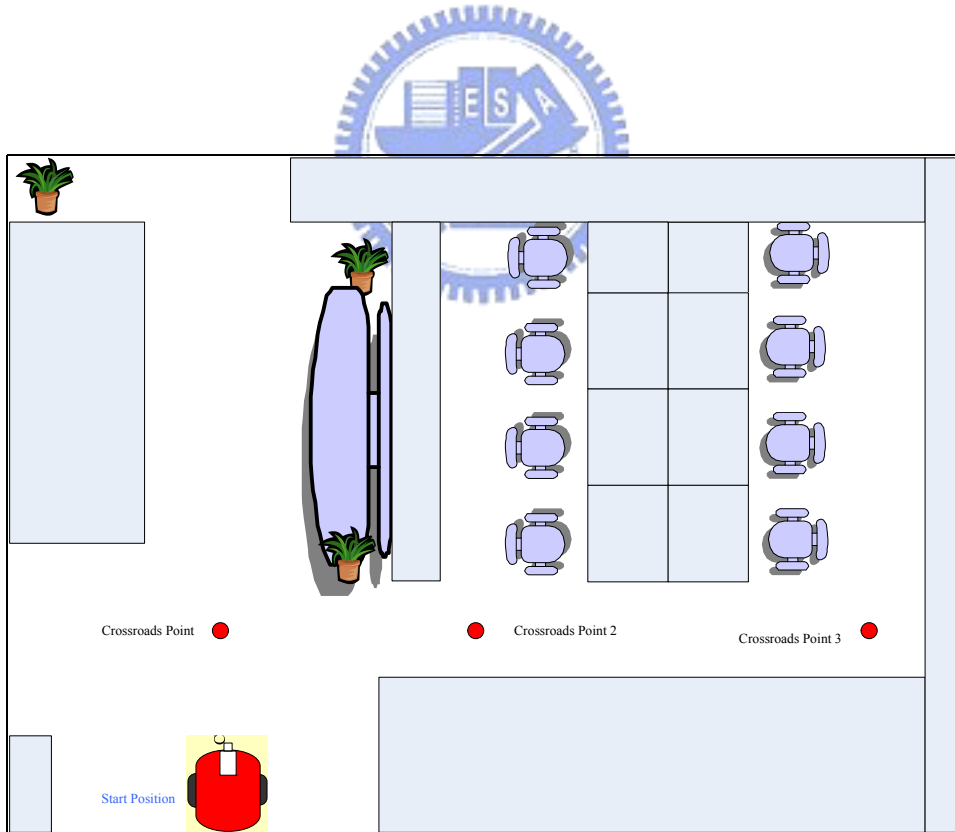 E S A
Crossroads Point
Crossroads Point 2
Crossroads Point 3
Start Position